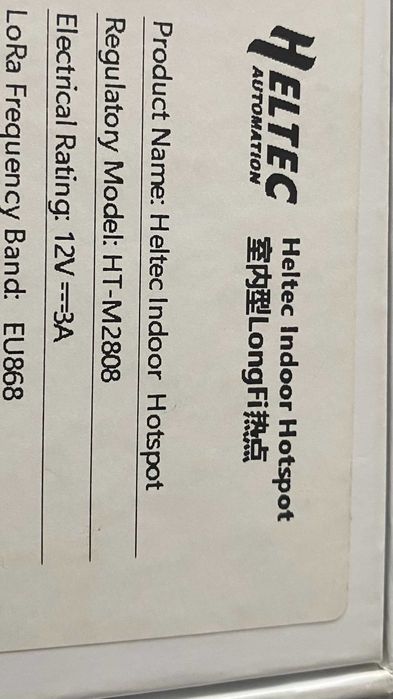 HELTEC
AUTOMATION
Heltec Indoor Hotspot
室内型LongFi热点
Product Name: Heltec Indoor Hotspot
Regulatory Model: HT-M2808
Electrical Rating: 12V⎓3A
LoRa Frequency Band: EU868